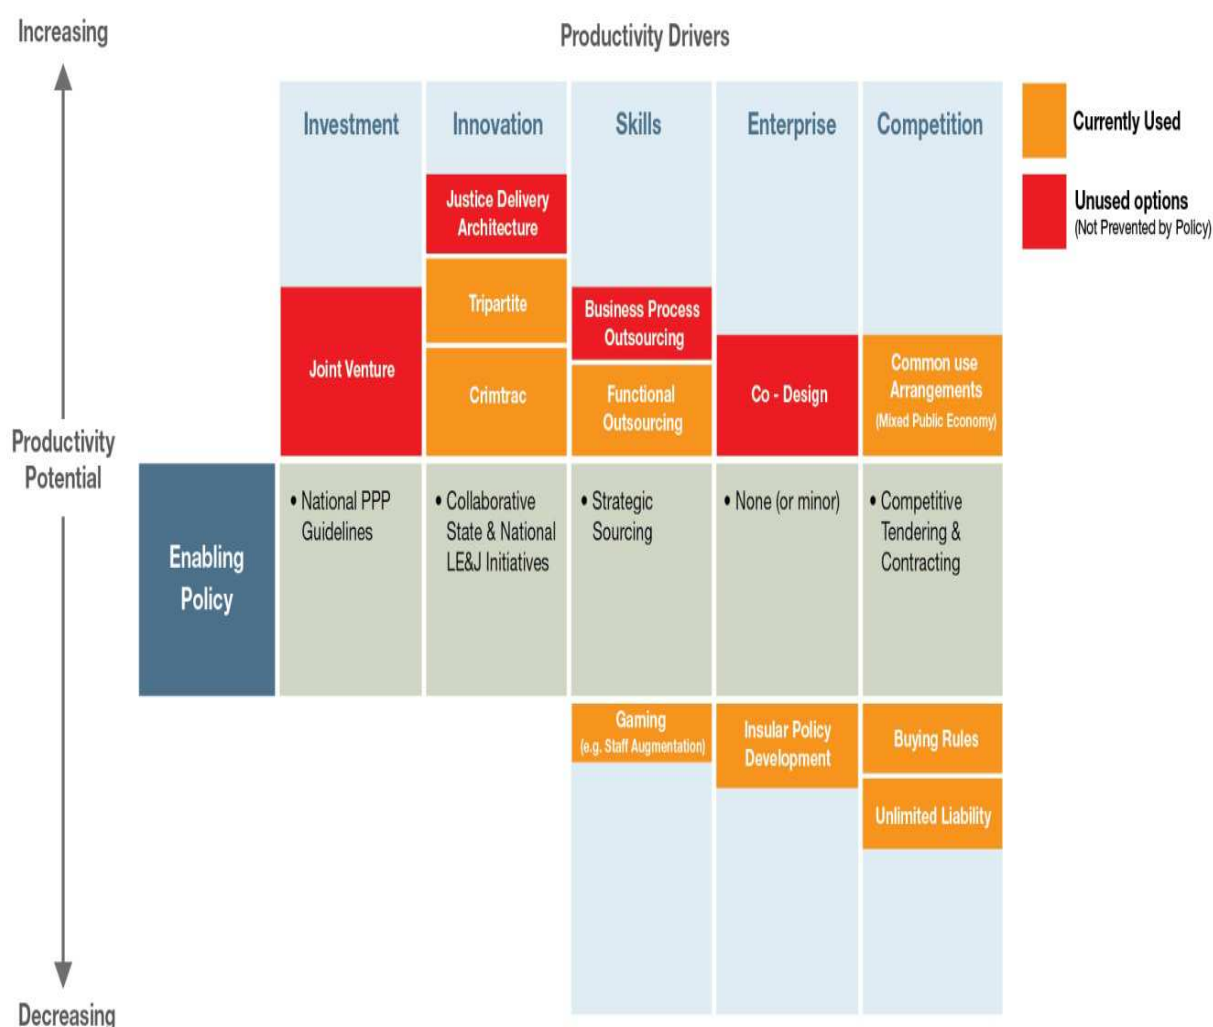 Increasing
Productivity Drivers
Investment
Innovation
Skills
Enterprise
Competition
Currently Used
Unused options
(Not Prevented by Policy)
Justice Delivery
Architecture
Tripartite
Crimtrac
Joint Venture
Business Process
Outsourcing
Functional
Outsourcing
Co - Design
Common use
Arrangements
(Mixed Public Economy)
Productivity
Potential
Enabling
Policy
• National PPP
Guidelines
• Collaborative
State & National
LE&J Initiatives
• Strategic
Sourcing
• None (or minor)
• Competitive
Tendering &
Contracting
Gaming
(e.g. Staff Augmentation)
Insular Policy
Development
Buying Rules
Unlimited Liability
Decreasing